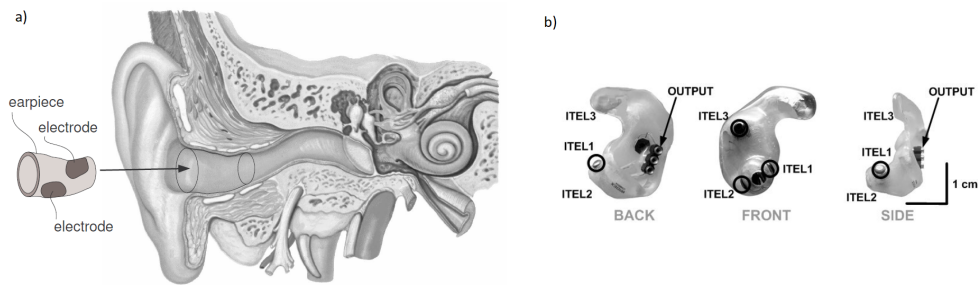 a)
earpiece
electrode
electrode
b)
OUTPUT
ITEL3
ITEL1
ITEL2
BACK
ITEL3
ITEL1
ITEL2
FRONT
OUTPUT
ITEL3
ITEL1
ITEL2
SIDE
1 cm